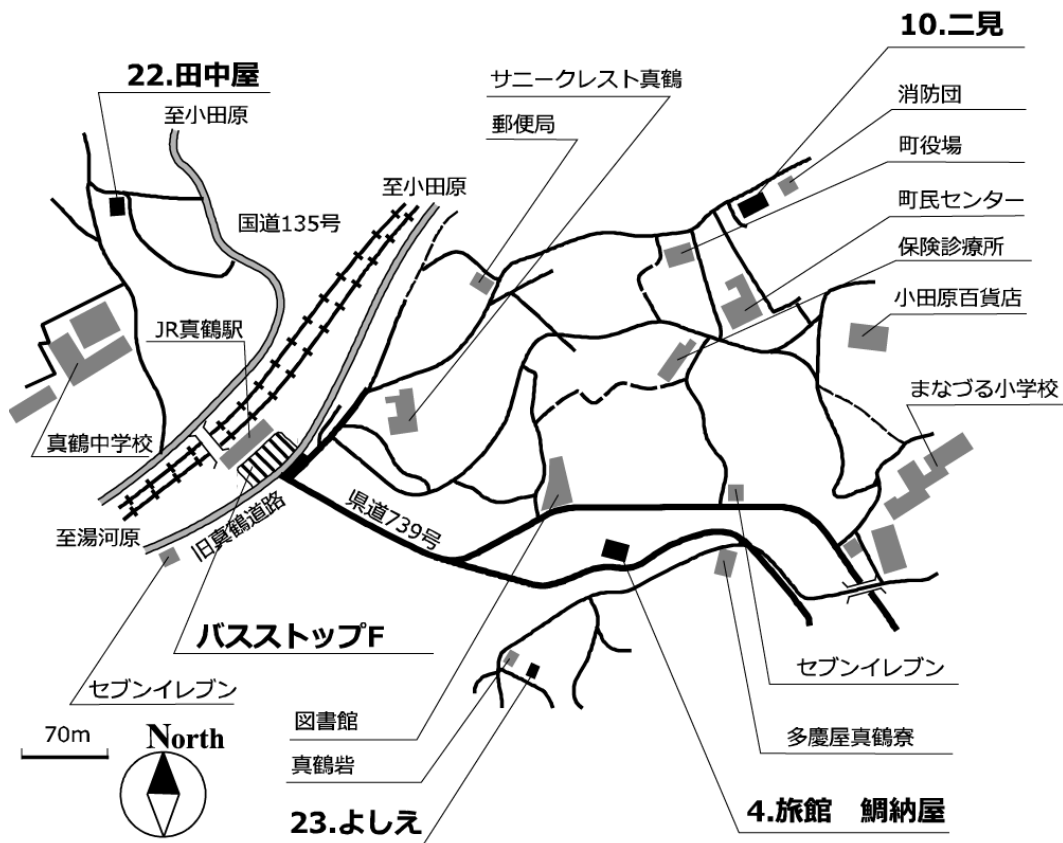 10.二見
22.田中屋
サニークレスト真鶴
消防団
至小田原
郵便局
町役場
至小田原
町民センター
国道135号
保険診療所
小田原百貨店
JR真鶴駅
まなづる小学校
真鶴中学校
県道739号
至湯河原
旧真鶴道路
バスストップF
セブンイレブン
セブンイレブン
図書館
70m
North
多慶屋真鶴寮
真鶴砦
23.よしえ
4.旅館　鯛納屋